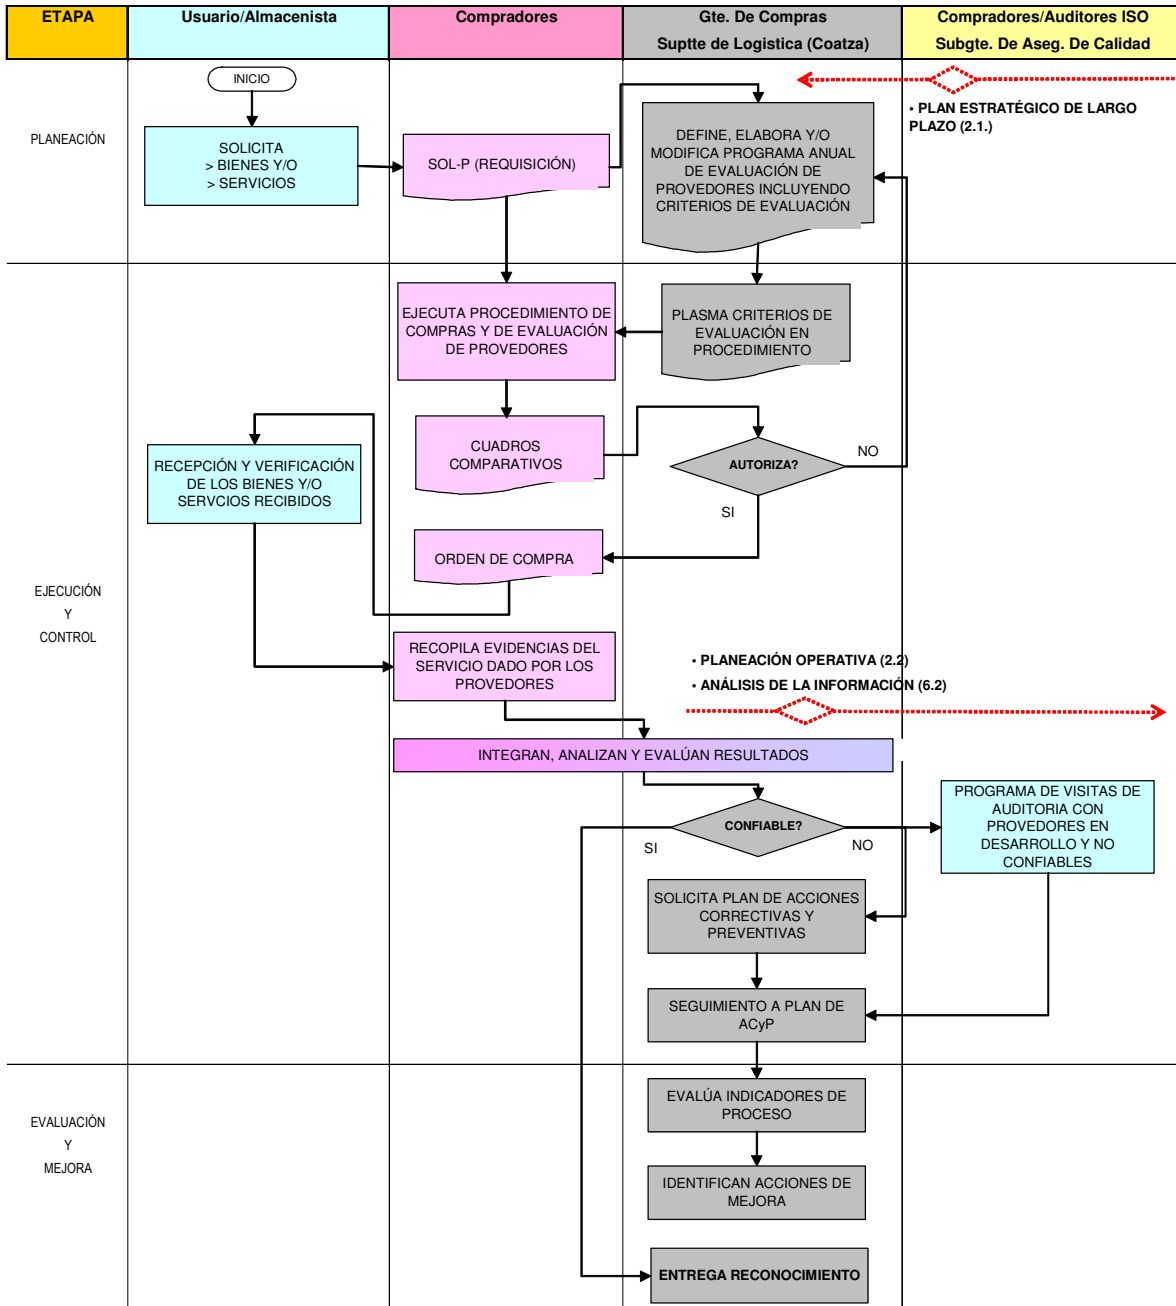 ETAPA
Usuario/Almacenista
Compradores
Gte. De Compras
Suptte de Logistica (Coatza)
Compradores/Auditores ISO
Subgte. De Aseg. De Calidad
INICIO
PLANEACIÓN
SOLICITA
> BIENES Y/O
> SERVICIOS
SOL-P (REQUISICIÓN)
DEFINE, ELABORA Y/O
MODIFICA PROGRAMA ANUAL
DE EVALUACIÓN DE
PROVEDORES INCLUYENDO
CRITERIOS DE EVALUACIÓN
• PLAN ESTRATÉGICO DE LARGO
PLAZO (2.1.)
EJECUTA PROCEDIMIENTO DE
COMPRAS Y DE EVALUACIÓN
DE PROVEDORES
PLASMA CRITERIOS DE
EVALUACIÓN EN
PROCEDIMIENTO
CUADROS
COMPARATIVOS
AUTORIZA?
NO
SI
RECEPCIÓN Y VERIFICACIÓN
DE LOS BIENES Y/O
SERVCIOS RECIBIDOS
ORDEN DE COMPRA
EJECUCIÓN
Y
CONTROL
RECOPILA EVIDENCIAS DEL
SERVICIO DADO POR LOS
PROVEDORES
• PLANEACIÓN OPERATIVA (2.2)
• ANÁLISIS DE LA INFORMACIÓN (6.2)
INTEGRAN, ANALIZAN Y EVALÚAN RESULTADOS
CONFIABLE?
SI
NO
PROGRAMA DE VISITAS DE
AUDITORIA CON
PROVEDORES EN
DESARROLLO Y NO
CONFIABLES
SOLICITA PLAN DE ACCIONES
CORRECTIVAS Y
PREVENTIVAS
SEGUIMIENTO A PLAN DE
ACyP
EVALUACIÓN
Y
MEJORA
EVALÚA INDICADORES DE
PROCESO
IDENTIFICAN ACCIONES DE
MEJORA
ENTREGA RECONOCIMIENTO